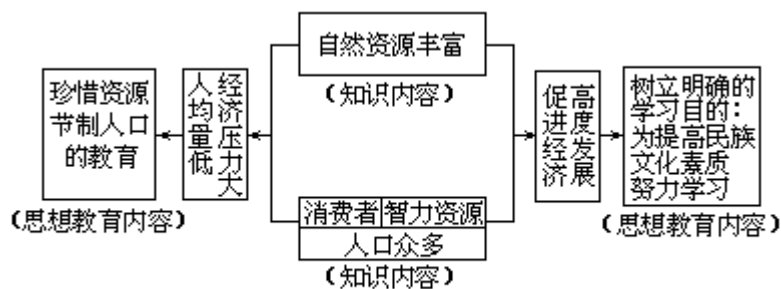 自然资源丰富
(知识内容)
珍惜资源
节制人口
的教育
(思想教育内容)
人均量低
经济压力大
消费者 智力资源
人口众多
(知识内容)
促进经济
高度发展
树立明确的
学习目的:
为提高民族
文化素质
努力学习
(思想教育内容)